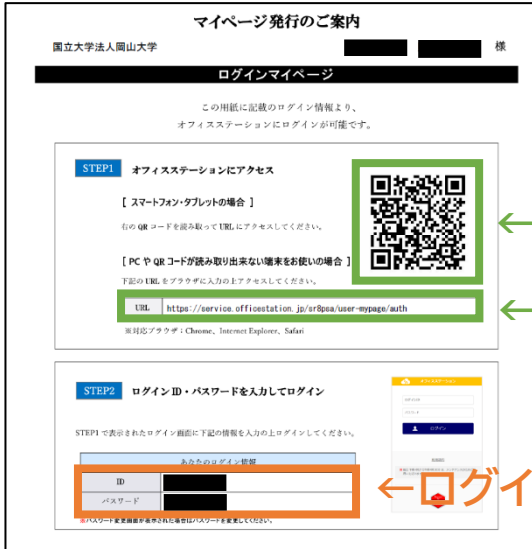 マイページ発行のご案内
国立大学法人岡山大学 様
ログインマイページ
この用紙に記載のログイン情報より、
オフィスステーションにログインが可能です。
STEP1 オフィスステーションにアクセス
[ スマートフォン・タブレットの場合 ]
右の QR コードを読み取って URL にアクセスしてください。
[ PC や QR コードが読み取り出来ない端末をお使いの場合 ]
下記の URL をブラウザに入力の上アクセスしてください。
URL https://service.officestation.jp/sr8psa/user-mypage/auth
※対応ブラウザ：Chrome、Internet Explorer、Safari
←
←
STEP2 ログイン ID・パスワードを入力してログイン
STEP1 で表示されたログイン画面に下記の情報を入力の上ログインしてください。
オフィスステーション
ログイン
あなたのログイン情報
ID
パスワード
※パスワード変更画面が表示された場合はパスワードを変更してください。
←ログイ